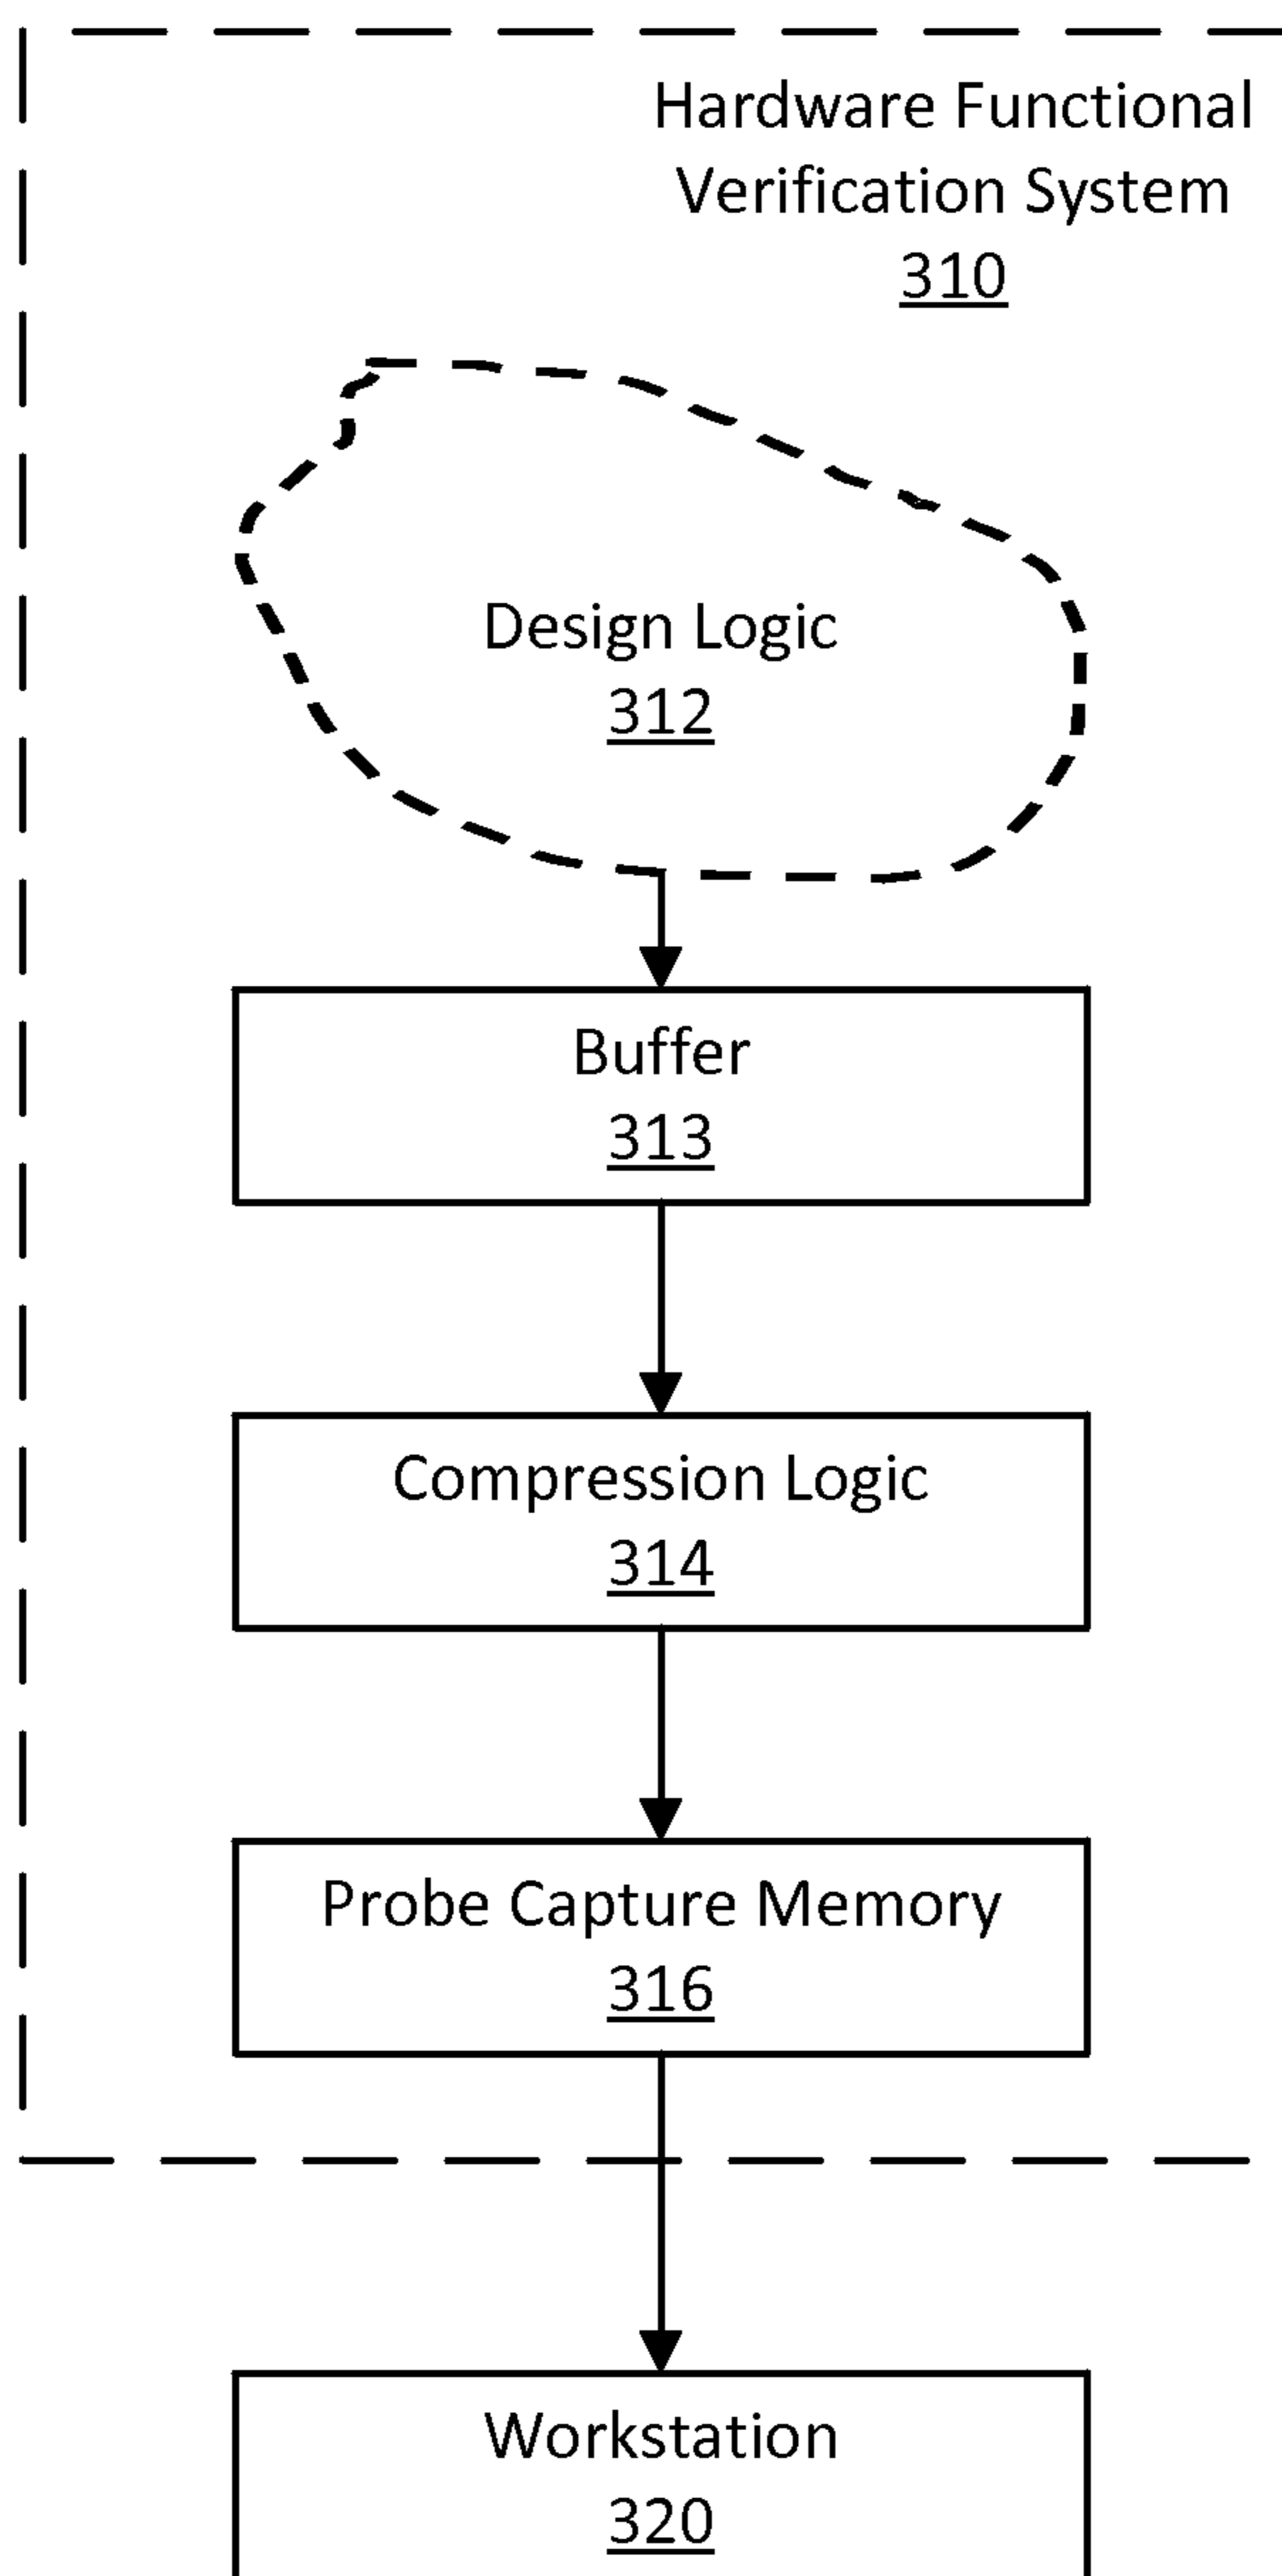 Hardware Functional
Verification System
310
Design Logic
312
Buffer
313
Compression Logic
314
Probe Capture Memory
316
Workstation
320